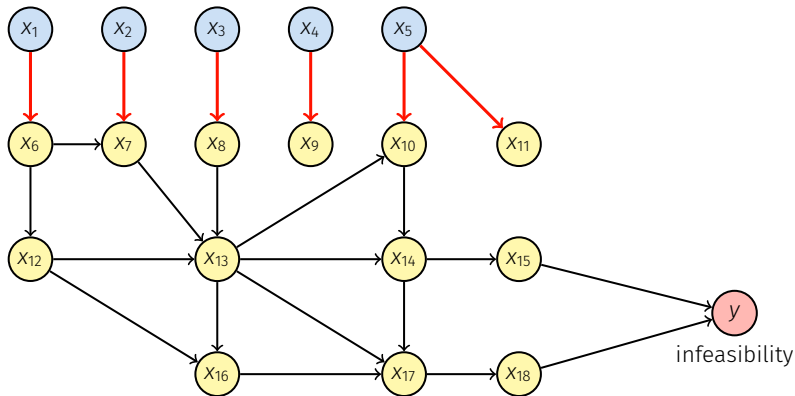 x1 x2 x3 x4 x5
x6 x7 x8 x9 x10 x11
x12 x13 x14 x15
y
infeasibility
x16 x17 x18